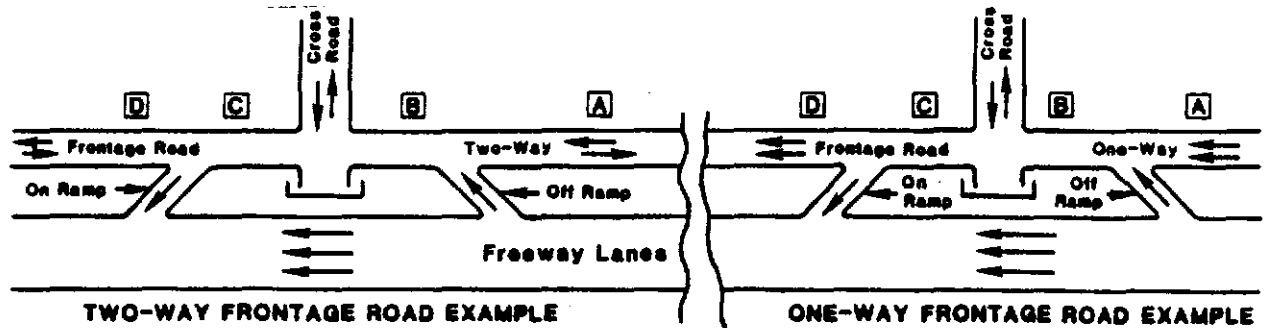 Cross Road
Cross Road
D C B A D C B A
Frontage Road Two-Way Frontage Road One-Way
On Ramp Off Ramp On Ramp Off Ramp
Freeway Lanes
TWO-WAY FRONTAGE ROAD EXAMPLE
ONE-WAY FRONTAGE ROAD EXAMPLE